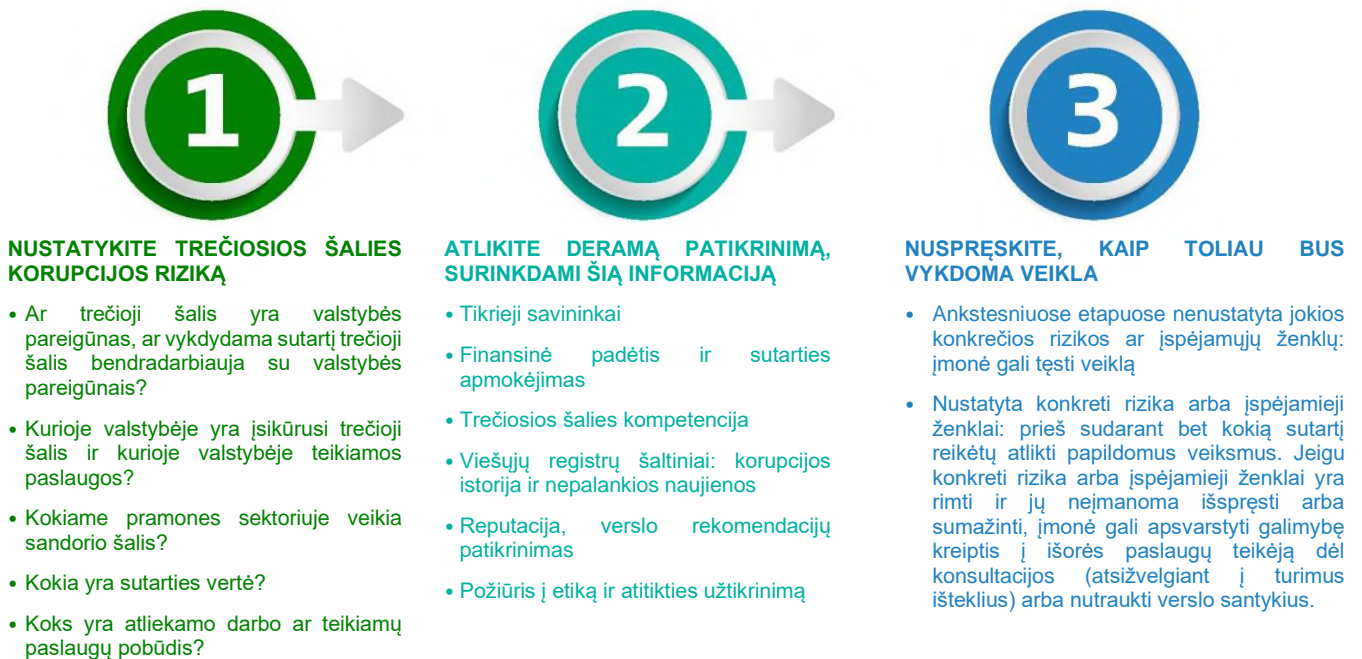 1
NUSTATYKITE TREČIOSIOS ŠALIES
KORUPCIJOS RIZIKĄ
• Ar trečioji šalis yra valstybės
pareigūnas, ar vykdydama sutartį trečioji
šalis bendradarbiauja su valstybės
pareigūnais?
• Kurioje valstybėje yra įsikūrusi trečioji
šalis ir kurioje valstybėje teikiamos
paslaugos?
• Kokiame pramones sektoriuje veikia
sandorio šalis?
• Kokia yra sutarties vertė?
• Koks yra atliekamo darbo ar teikiamų
paslaugų pobūdis?
2
ATLIKITE DERAMĄ PATIKRINIMĄ,
SURINKDAMI ŠIĄ INFORMACIJĄ
• Tikrieji savininkai
• Finansinė padėtis ir sutarties
apmokėjimas
• Trečiosios šalies kompetencija
• Viešųjų registrų šaltiniai: korupcijos
istorija ir nepalankios naujienos
• Reputacija, verslo rekomendacijų
patikrinimas
• Požiūris į etiką ir atitikties užtikrinimą
3
NUSPRĘSKITE, KAIP TOLIAU BUS
VYKDOMA VEIKLA
• Ankstesniuose etapuose nenustatyta jokios
konkrečios rizikos ar įspėjamųjų ženklų:
įmonė gali tęsti veiklą
• Nustatyta konkreti rizika arba įspėjamieji
ženklai: prieš sudarant bet kokią sutartį
reikėtų atlikti papildomus veiksmus. Jeigu
konkreti rizika arba įspėjamieji ženklai yra
rimti ir jų neįmanoma išspręsti arba
sumažinti, įmonė gali apsvarstyti galimybę
kreiptis į išorės paslaugų teikėją dėl
konsultacijos (atsižvelgiant į turimus
išteklius) arba nutraukti verslo santykius.